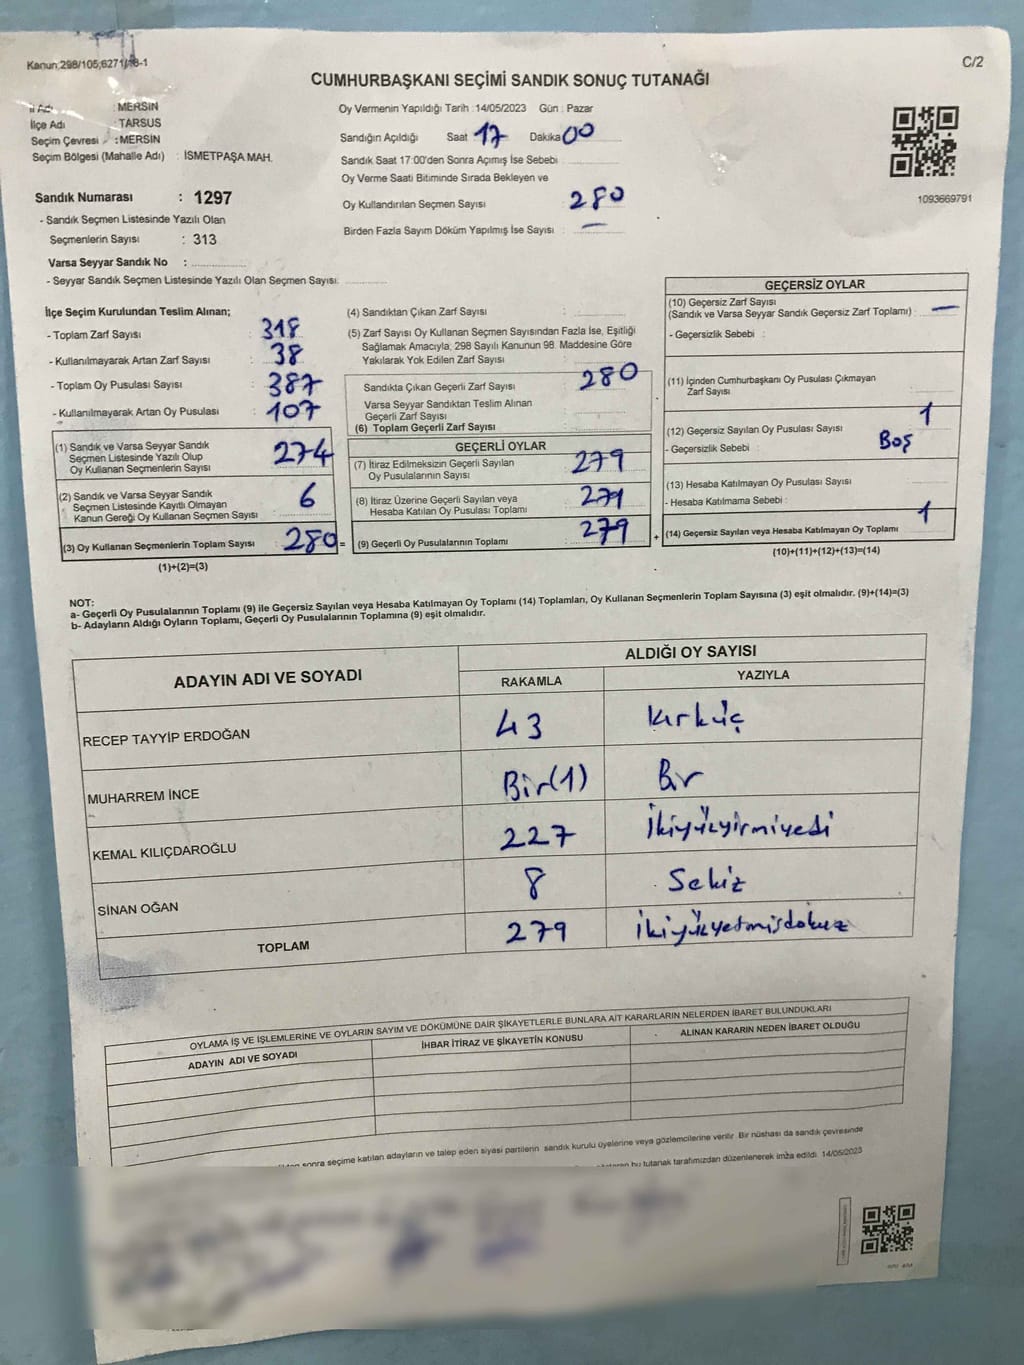 Kanun:298/105;6271/18-1
C/2
CUMHURBAŞKANI SEÇİMİ SANDIK SONUÇ TUTANAĞI
İl Adı : MERSİN
İlçe Adı : TARSUS
Seçim Çevresi : MERSİN
Seçim Bölgesi (Mahalle Adı) : İSMETPAŞA MAH.
Oy Vermenin Yapıldığı Tarih :14/05/2023 Gün : Pazar
Sandığın Açıldığı Saat 17 Dakika 00
Sandık Saat 17:00'den Sonra Açımış İse Sebebi
Oy Verme Saati Bitiminde Sırada Bekleyen ve
Oy Kullandırılan Seçmen Sayısı : 280
Birden Fazla Sayım Döküm Yapılmış İse Sayısı : —
1093669791
Sandık Numarası : 1297
- Sandık Seçmen Listesinde Yazılı Olan
Seçmenlerin Sayısı : 313
Varsa Seyyar Sandık No :
- Seyyar Sandık Seçmen Listesinde Yazılı Olan Seçmen Sayısı:
İlçe Seçim Kurulundan Teslim Alınan;
- Toplam Zarf Sayısı : 318
- Kullanılmayarak Artan Zarf Sayısı : 38
- Toplam Oy Pusulası Sayısı : 387
- Kullanılmayarak Artan Oy Pusulası : 107
(1) Sandık ve Varsa Seyyar Sandık
Seçmen Listesinde Yazılı Olup
Oy Kullanan Seçmenlerin Sayısı : 274
(2) Sandık ve Varsa Seyyar Sandık
Seçmen Listesinde Kayıtlı Olmayan
Kanun Gereği Oy Kullanan Seçmen Sayısı : 6
(3) Oy Kullanan Seçmenlerin Toplam Sayısı : 280 =
(1)+(2)=(3)
(4) Sandıktan Çıkan Zarf Sayısı :
(5) Zarf Sayısı Oy Kullanan Seçmen Sayısından Fazla İse, Eşitliği
Sağlamak Amacıyla, 298 Sayılı Kanunun 98. Maddesine Göre
Yakılarak Yok Edilen Zarf Sayısı :
Sandıkta Çıkan Geçerli Zarf Sayısı : 280
Varsa Seyyar Sandıktan Teslim Alınan
Geçerli Zarf Sayısı :
(6) Toplam Geçerli Zarf Sayısı :
GEÇERLİ OYLAR
(7) İtiraz Edilmeksizin Geçerli Sayılan
Oy Pusulalarının Sayısı : 279
(8) İtiraz Üzerine Geçerli Sayılan veya
Hesaba Katılan Oy Pusulası Toplamı : 279
(9) Geçerli Oy Pusulalarının Toplamı : 279 +
GEÇERSİZ OYLAR
(10) Geçersiz Zarf Sayısı
(Sandık ve Varsa Seyyar Sandık Geçersiz Zarf Toplamı) : —
- Geçersizlik Sebebi :
(11) İçinden Cumhurbaşkanı Oy Pusulası Çıkmayan
Zarf Sayısı
(12) Geçersiz Sayılan Oy Pusulası Sayısı : 1
- Geçersizlik Sebebi : Boş
(13) Hesaba Katılmayan Oy Pusulası Sayısı
- Hesaba Katılmama Sebebi :
(14) Geçersiz Sayılan veya Hesaba Katılmayan Oy Toplamı : 1
(10)+(11)+(12)+(13)=(14)
NOT:
a- Geçerli Oy Pusulalarının Toplamı (9) ile Geçersiz Sayılan veya Hesaba Katılmayan Oy Toplamı (14) Toplamları, Oy Kullanan Seçmenlerin Toplam Sayısına (3) eşit olmalıdır. (9)+(14)=(3)
b- Adayların Aldığı Oyların Toplamı, Geçerli Oy Pusulalarının Toplamına (9) eşit olmalıdır.
ADAYIN ADI VE SOYADI
ALDIĞI OY SAYISI
RAKAMLA YAZIYLA
RECEP TAYYİP ERDOĞAN 43 kırküç
MUHARREM İNCE Bir(1) Bir
KEMAL KILIÇDAROĞLU 227 İkiyüzyirmiyedi
SİNAN OĞAN 8 Sekiz
TOPLAM 279 ikiyüzyetmişdokuz
OYLAMA İŞ VE İŞLEMLERİNE VE OYLARIN SAYIM VE DÖKÜMÜNE DAİR ŞİKAYETLERLE BUNLARA AİT KARARLARIN NELERDEN İBARET BULUNDUKLARI
ADAYIN ADI VE SOYADI İHBAR İTİRAZ VE ŞİKAYETİN KONUSU ALINAN KARARIN NEDEN İBARET OLDUĞU
sonra seçime katılan adayların ve talep eden siyasi partilerin sandık kurulu üyelerine veya gözlemcilerine verilir. Bir nüshası da sandık çevresinde
bu tutanak tarafımızdan düzenlenerek imza edildi. 14/05/2023